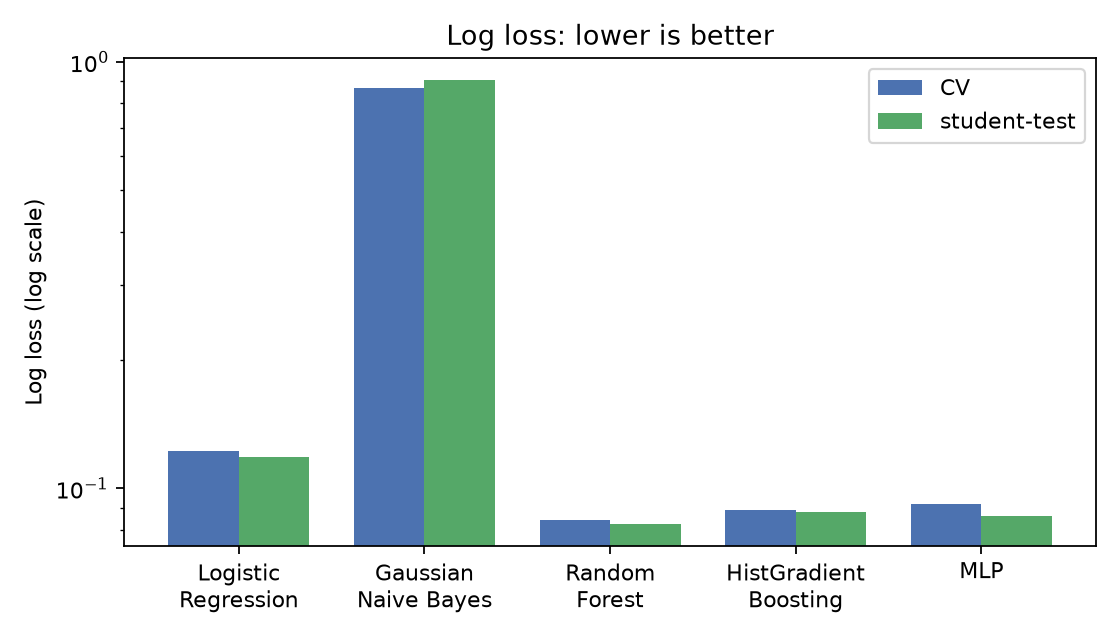 Log loss: lower is better
10⁰
10⁻¹
Log loss (log scale)
CV
student-test
Logistic
Regression
Gaussian
Naive Bayes
Random
Forest
HistGradient
Boosting
MLP